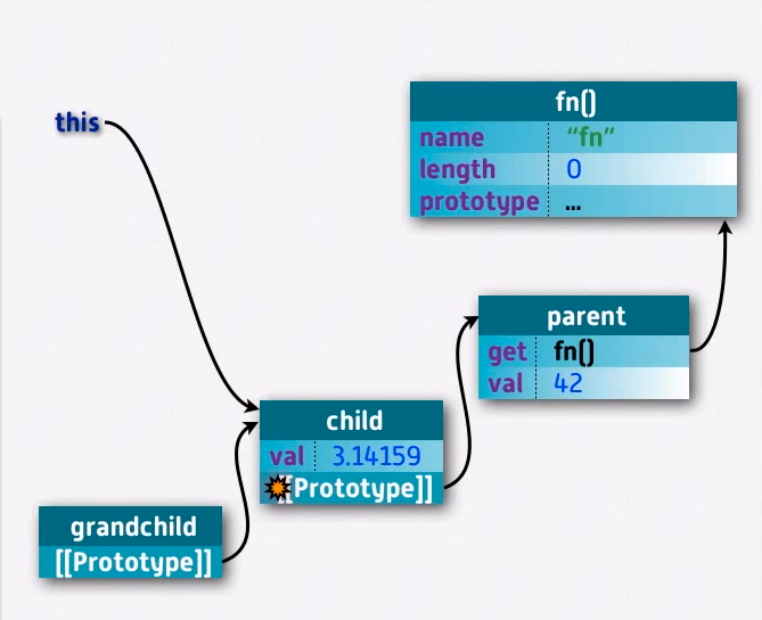 this
fn()
name "fn"
length 0
prototype ...
parent
get fn()
val 42
child
val 3.14159
[[Prototype]]
grandchild
[[Prototype]]